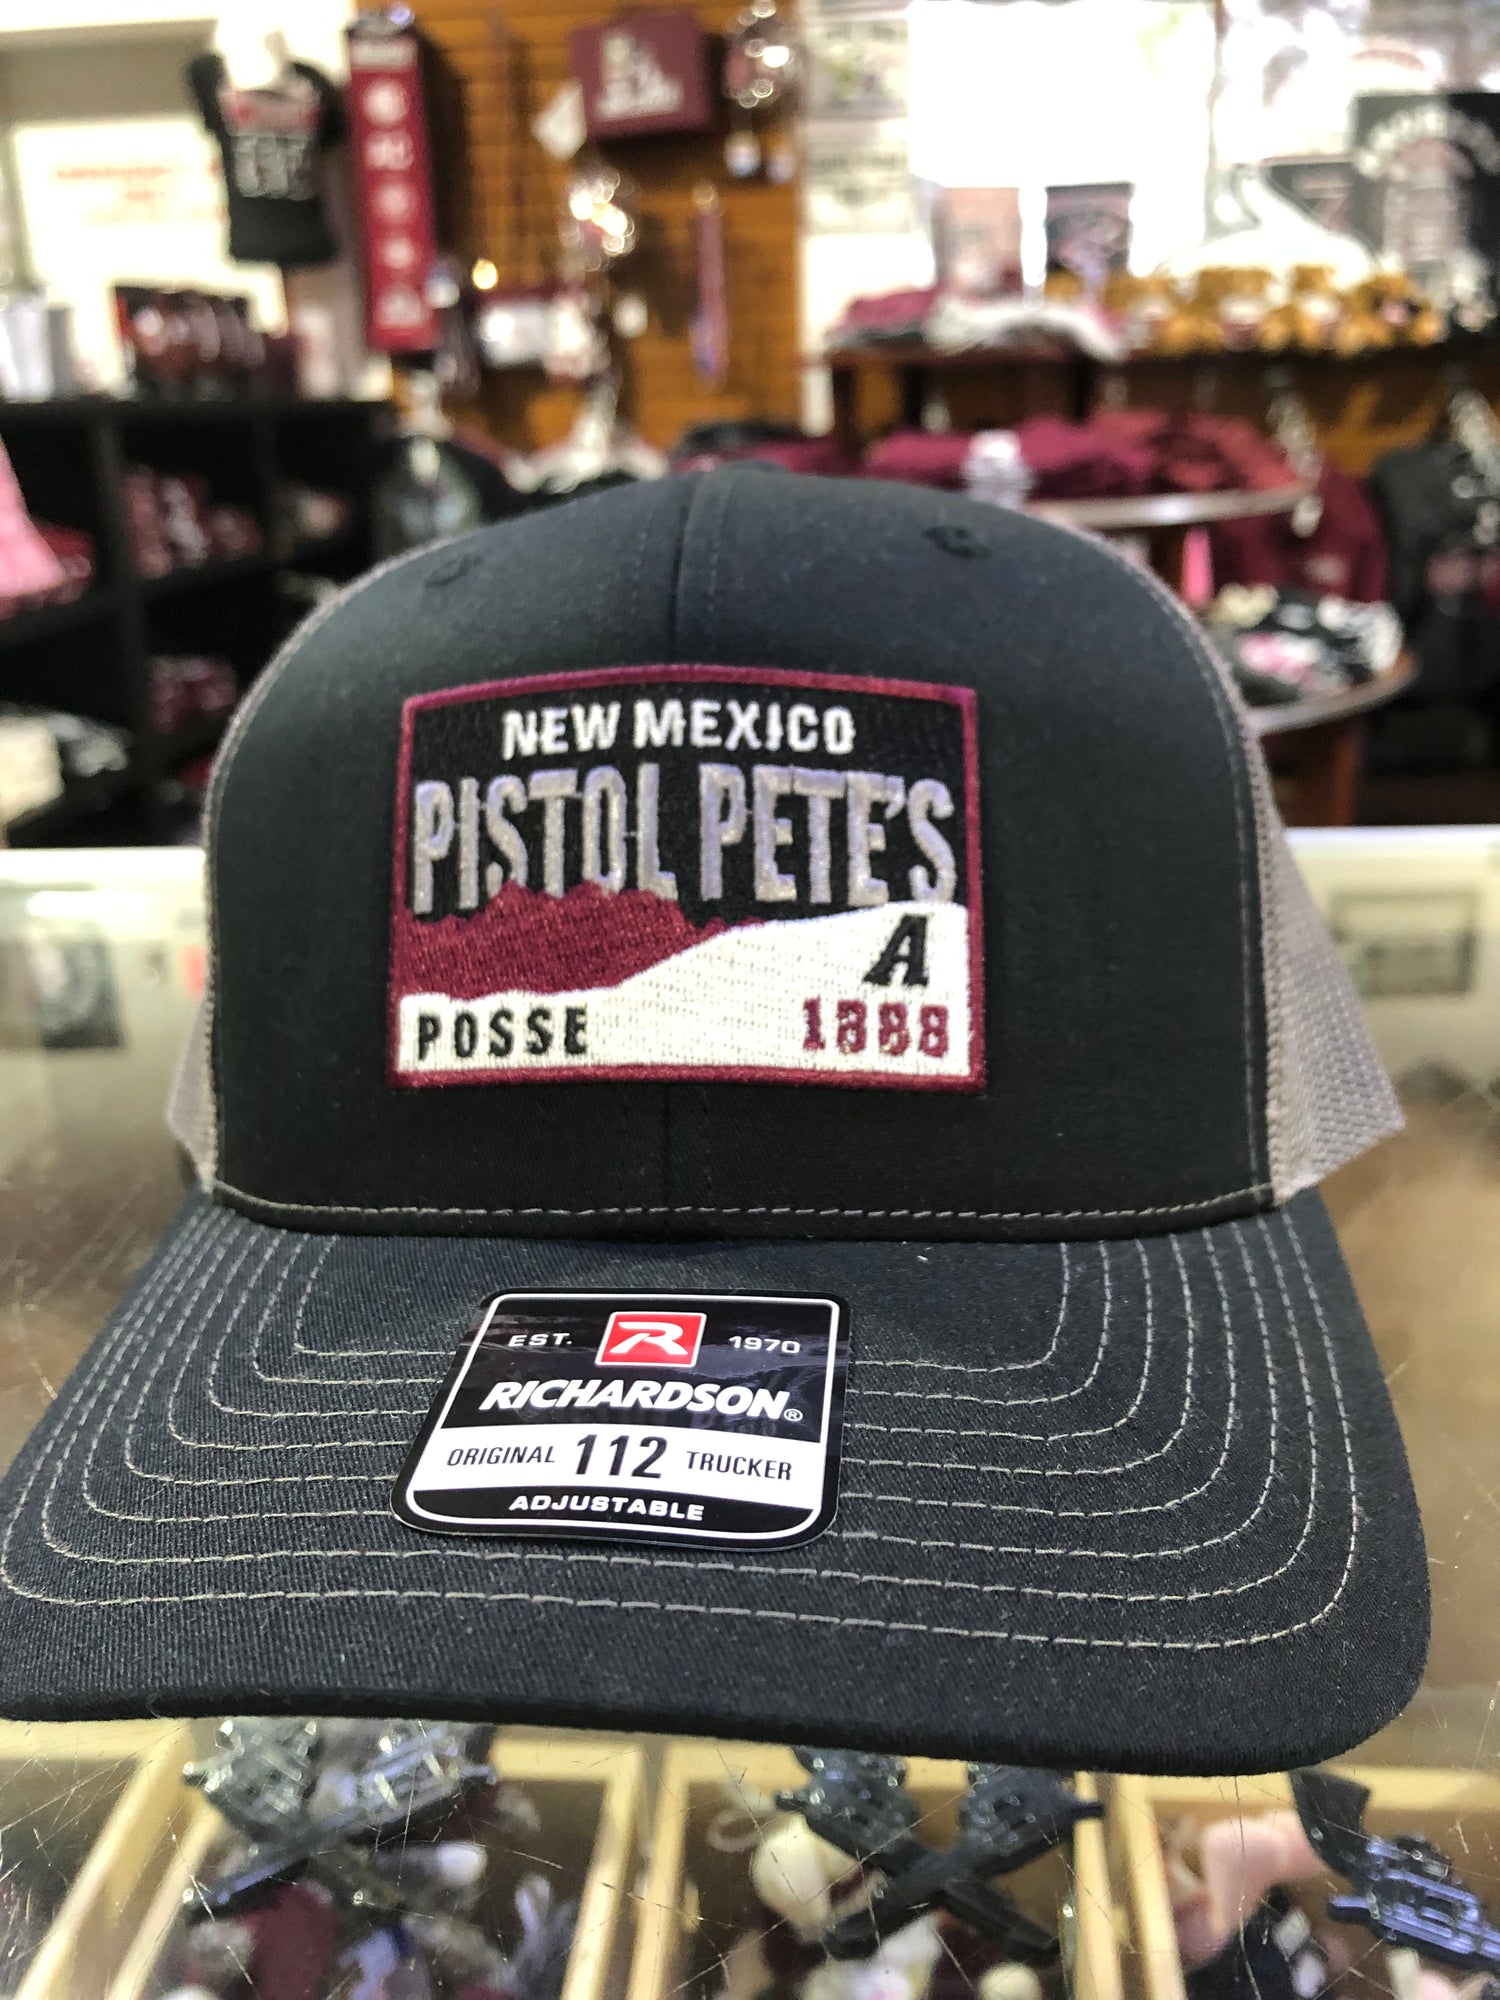 NEW MEXICO
PISTOL PETE'S
A
POSSE 1888
EST. R 1970
RICHARDSON®
ORIGINAL 112 TRUCKER
ADJUSTABLE